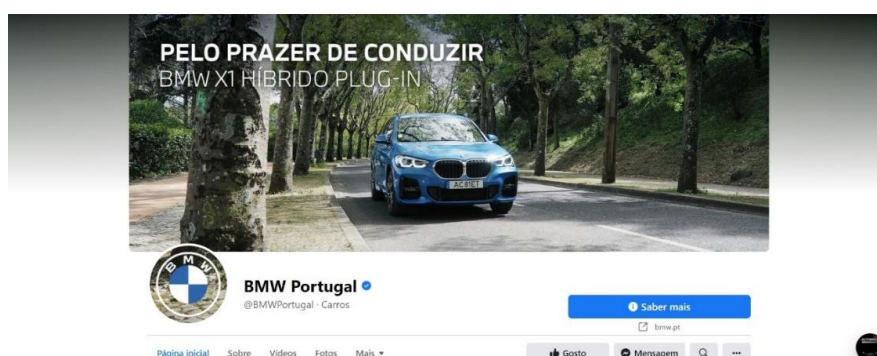 PELO PRAZER DE CONDUZIR
BMW X1 HÍBRIDO PLUG-IN
AC 81 ET
BMW
BMW Portugal
@BMWPortugal · Carros
Saber mais
bmw.pt
Página inicial Sobre Vídeos Fotos Mais Gosto Mensagem